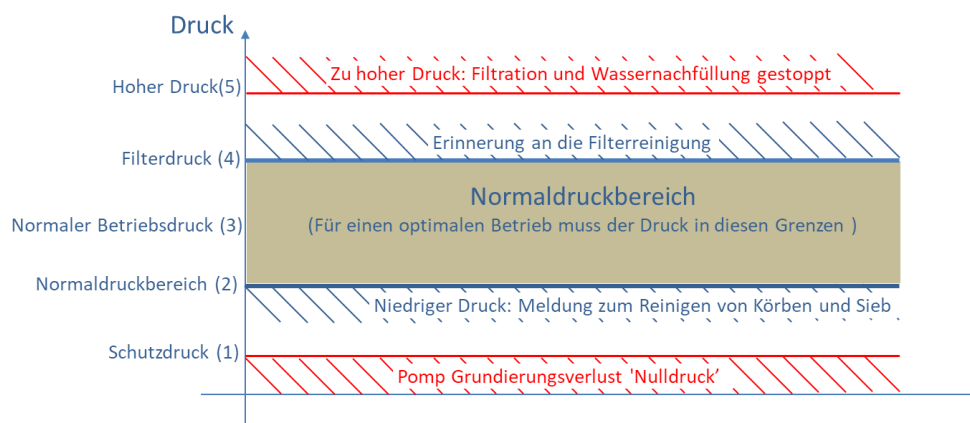 Druck
Zu hoher Druck: Filtration und Wassernachfüllung gestoppt
Hoher Druck(5)
Erinnerung an die Filterreinigung
Filterdruck (4)
Normaldruckbereich
Normaler Betriebsdruck (3)
(Für einen optimalen Betrieb muss der Druck in diesen Grenzen )
Normaldruckbereich (2)
Niedriger Druck: Meldung zum Reinigen von Körben und Sieb
Schutzdruck (1)
Pomp Grundierungsverlust 'Nulldruck’